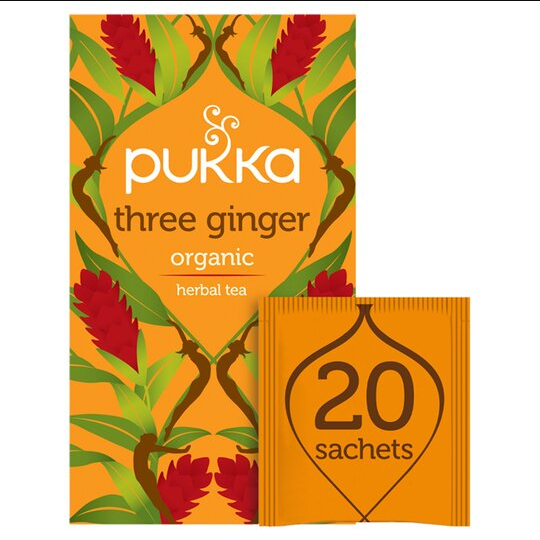 pukka
three ginger
organic
herbal tea
20
sachets